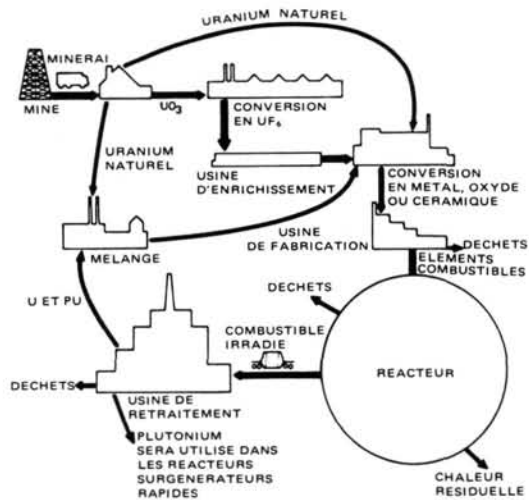 URANIUM NATUREL
MINERAI
MINE
UO₃
CONVERSION
EN UF₆
URANIUM
NATUREL
USINE
D'ENRICHISSEMENT
CONVERSION
EN METAL, OXYDE
OU CERAMIQUE
USINE
DE FABRICATION
DECHETS
ELEMENTS
COMBUSTIBLES
MELANGE
U ET PU
DECHETS
COMBUSTIBLE
IRRADIE
REACTEUR
DECHETS
USINE DE
RETRAITEMENT
PLUTONIUM
SERA UTILISE DANS
LES REACTEURS
SURGENERATEURS
RAPIDES
CHALEUR
RESIDUELLE